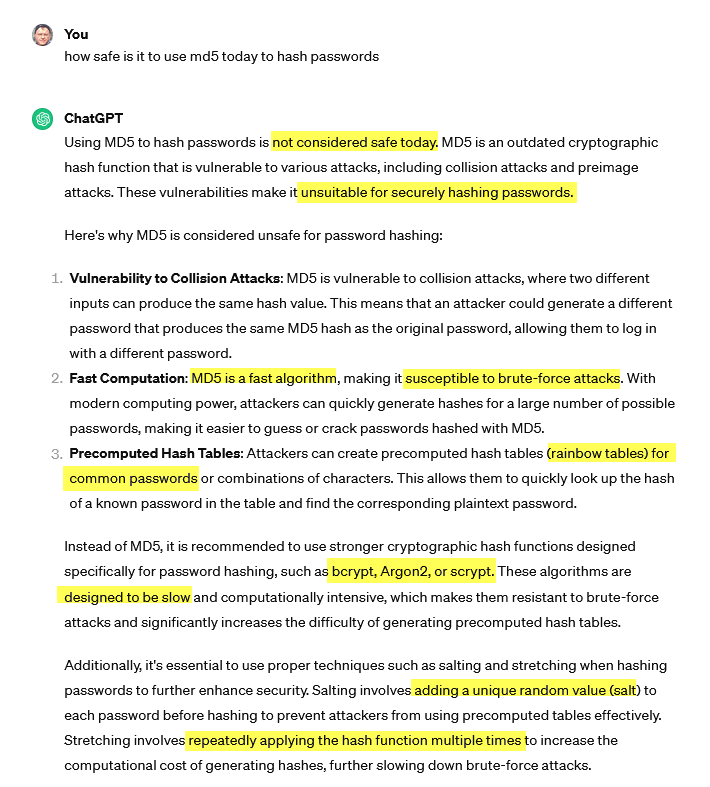 You
how safe is it to use md5 today to hash passwords
ChatGPT
Using MD5 to hash passwords is not considered safe today. MD5 is an outdated cryptographic
hash function that is vulnerable to various attacks, including collision attacks and preimage
attacks. These vulnerabilities make it unsuitable for securely hashing passwords.
Here's why MD5 is considered unsafe for password hashing:
1. Vulnerability to Collision Attacks: MD5 is vulnerable to collision attacks, where two different
inputs can produce the same hash value. This means that an attacker could generate a different
password that produces the same MD5 hash as the original password, allowing them to log in
with a different password.
2. Fast Computation: MD5 is a fast algorithm, making it susceptible to brute-force attacks. With
modern computing power, attackers can quickly generate hashes for a large number of possible
passwords, making it easier to guess or crack passwords hashed with MD5.
3. Precomputed Hash Tables: Attackers can create precomputed hash tables (rainbow tables) for
common passwords or combinations of characters. This allows them to quickly look up the hash
of a known password in the table and find the corresponding plaintext password.
Instead of MD5, it is recommended to use stronger cryptographic hash functions designed
specifically for password hashing, such as bcrypt, Argon2, or scrypt. These algorithms are
designed to be slow and computationally intensive, which makes them resistant to brute-force
attacks and significantly increases the difficulty of generating precomputed hash tables.
Additionally, it's essential to use proper techniques such as salting and stretching when hashing
passwords to further enhance security. Salting involves adding a unique random value (salt) to
each password before hashing to prevent attackers from using precomputed tables effectively.
Stretching involves repeatedly applying the hash function multiple times to increase the
computational cost of generating hashes, further slowing down brute-force attacks.